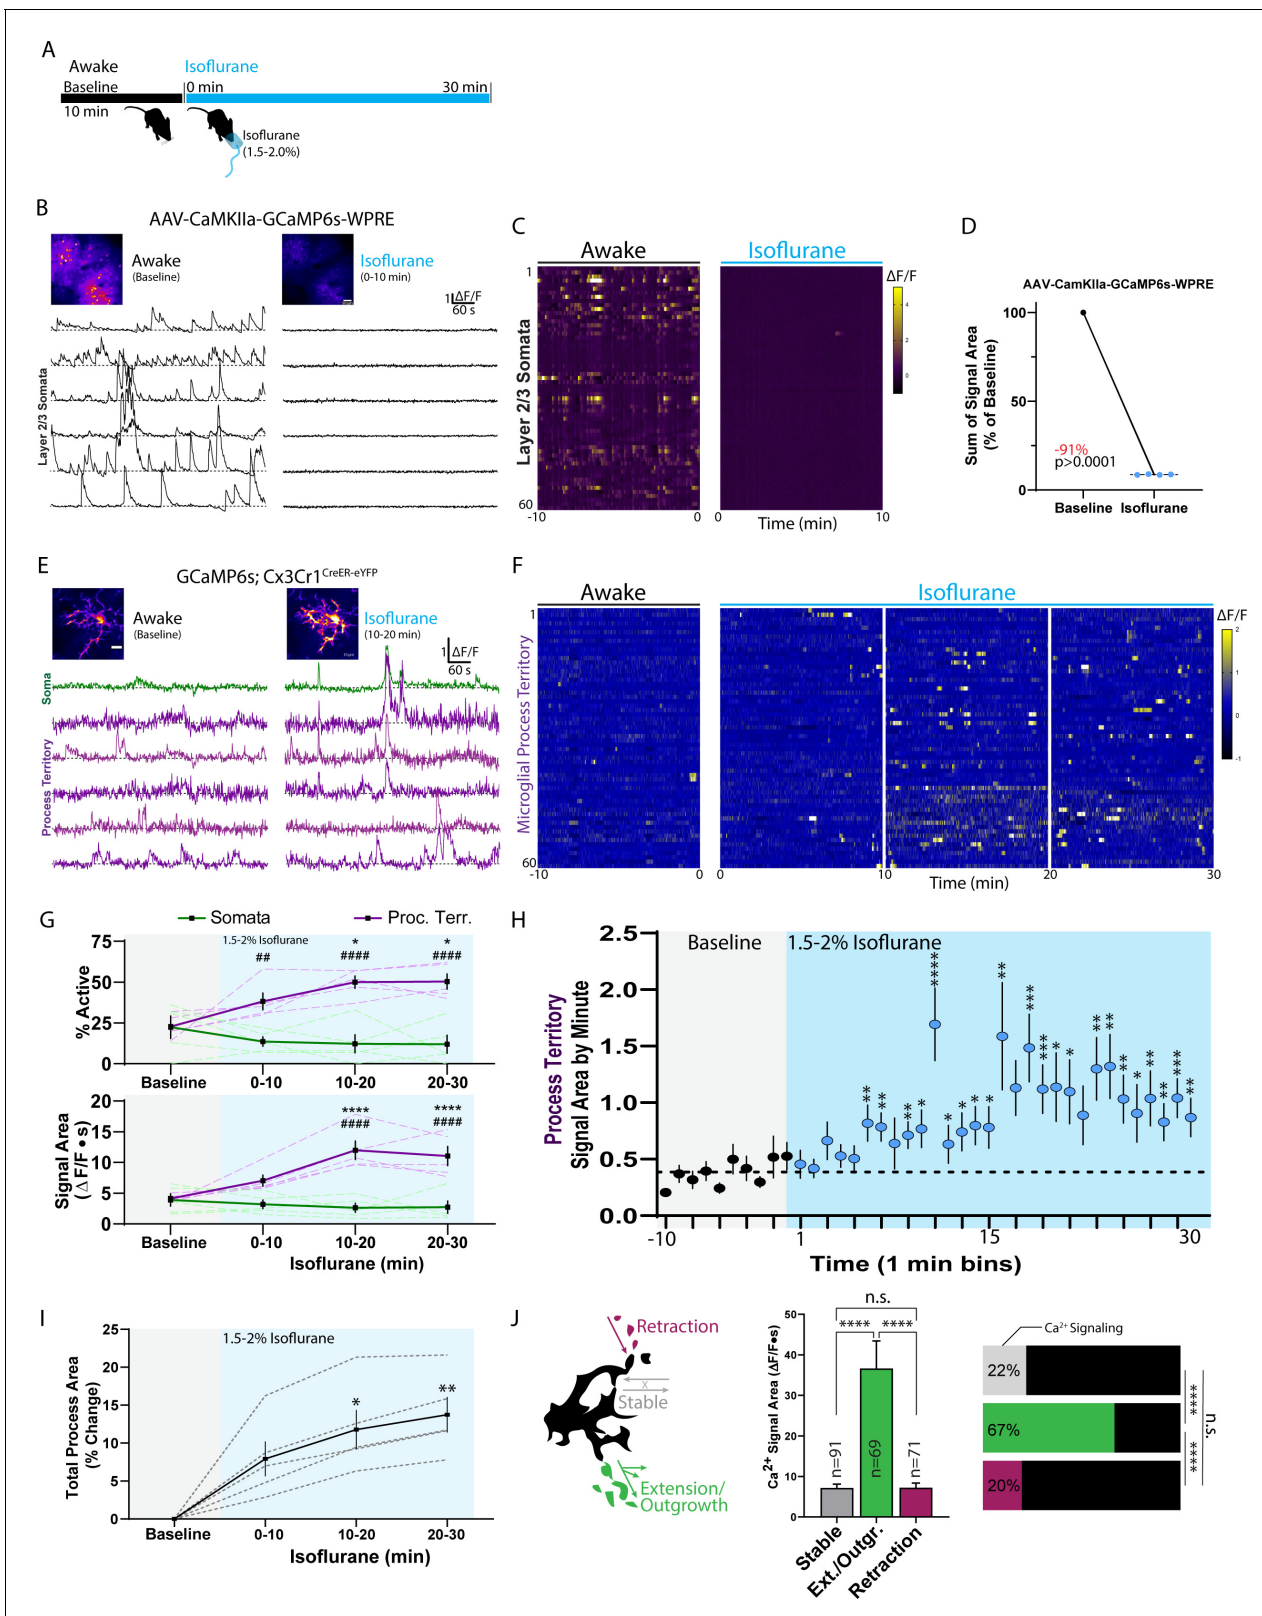 A
Awake
Isoflurane
Baseline
0 min
30 min
10 min
Isoflurane
(1.5-2.0%)
B
AAV-CaMKIIa-GCaMP6s-WPRE
Awake
(Baseline)
Isoflurane
(0-10 min)
1 ΔF/F
60 s
Layer 2/3 Somata
C
Awake
Isoflurane
ΔF/F
1
60
Layer 2/3 Somata
4
2
0
-10
0
0
10
Time (min)
D
AAV-CamKIIa-GCaMP6s-WPRE
Sum of Signal Area
(% of Baseline)
100
50
0
-91%
p>0.0001
Baseline
Isoflurane
E
GCaMP6s; Cx3Cr1CreER-eYFP
Awake
(Baseline)
Isoflurane
(10-20 min)
1 ΔF/F
60 s
Soma
Process Territory
F
Awake
Isoflurane
ΔF/F
1
60
Microglial Process Territory
2
1
0
-1
-10
0
0
10
20
30
Time (min)
G
Somata
Proc. Terr.
1.5-2% Isoflurane
% Active
75
50
25
0
##
*
####
*
####
Baseline
0-10
10-20
20-30
Signal Area
(Δ F/F • s)
20
15
10
5
0
****
####
****
####
Baseline
0-10
10-20
20-30
Isoflurane (min)
H
Baseline
1.5-2% Isoflurane
Process Territory
Signal Area by Minute
2.5
2.0
1.5
1.0
0.5
0.0
** ** ** * **** * * * * ** *** *** * * ** ** ** * ** ** *** **
-10
1
15
30
Time (1 min bins)
I
1.5-2% Isoflurane
Total Process Area
(% Change)
25
20
15
10
5
0
*
**
Baseline
0-10
10-20
20-30
Isoflurane (min)
J
Retraction
x
Stable
Extension/
Outgrowth
Ca2+ Signal Area (ΔF/F•s)
50
40
30
20
10
0
n.s.
**** ****
n=91
n=69
n=71
Stable
Ext./Outgr.
Retraction
Ca2+ Signaling
22%
67%
20%
****
****
n.s.